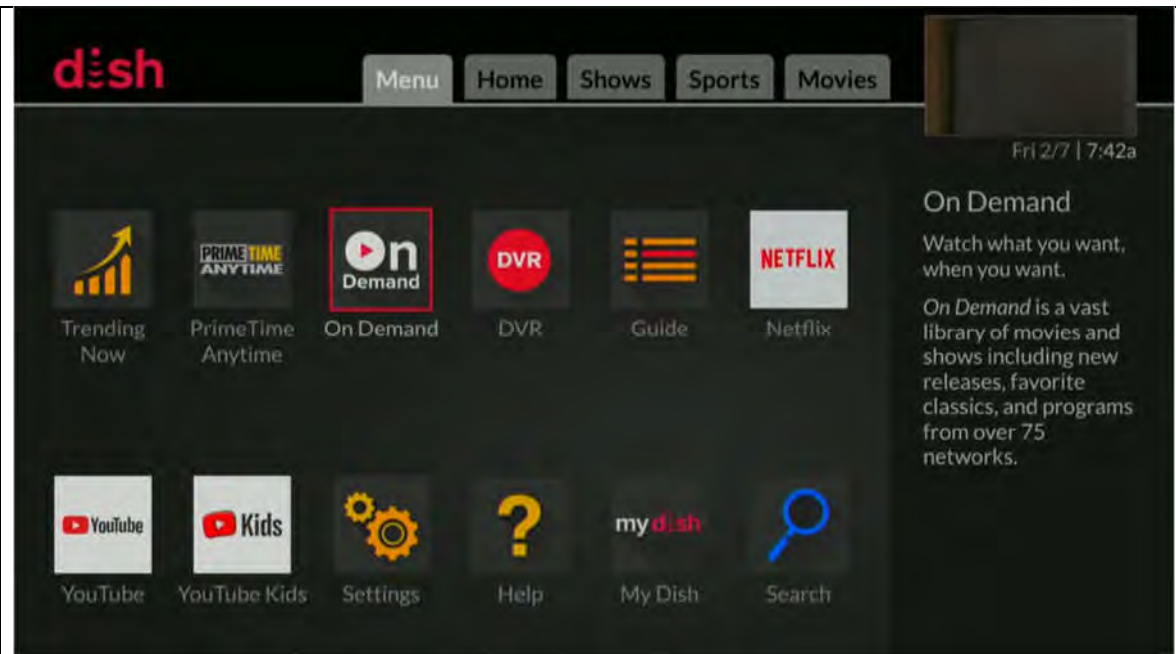 dish
Menu Home Shows Sports Movies
Fri 2/7 | 7:42a
PRIME TIME
ANYTIME
On
Demand
DVR
NETFLIX
Trending
Now
PrimeTime
Anytime
On Demand
DVR
Guide
Netflix
YouTube
Kids
?
my dish
YouTube
YouTube Kids
Settings
Help
My Dish
Search
On Demand
Watch what you want,
when you want.
On Demand is a vast
library of movies and
shows including new
releases, favorite
classics, and programs
from over 75
networks.